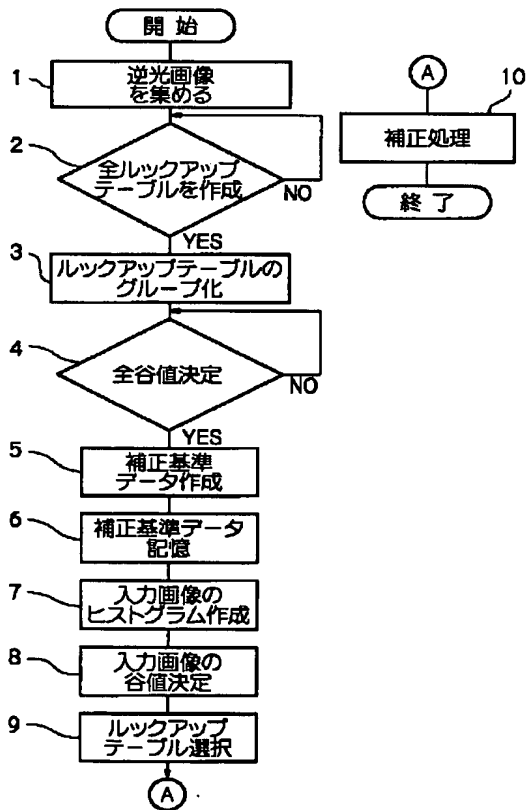 開 始
1
逆光画像
を集める
2
全ルックアップ
テーブルを作成
NO
YES
3
ルックアップテーブルの
グループ化
4
全谷値決定
NO
YES
5
補正基準
データ作成
6
補正基準データ
記憶
7
入力画像の
ヒストグラム作成
8
入力画像の
谷値決定
9
ルックアップ
テーブル選択
A
A
10
補正処理
終 了